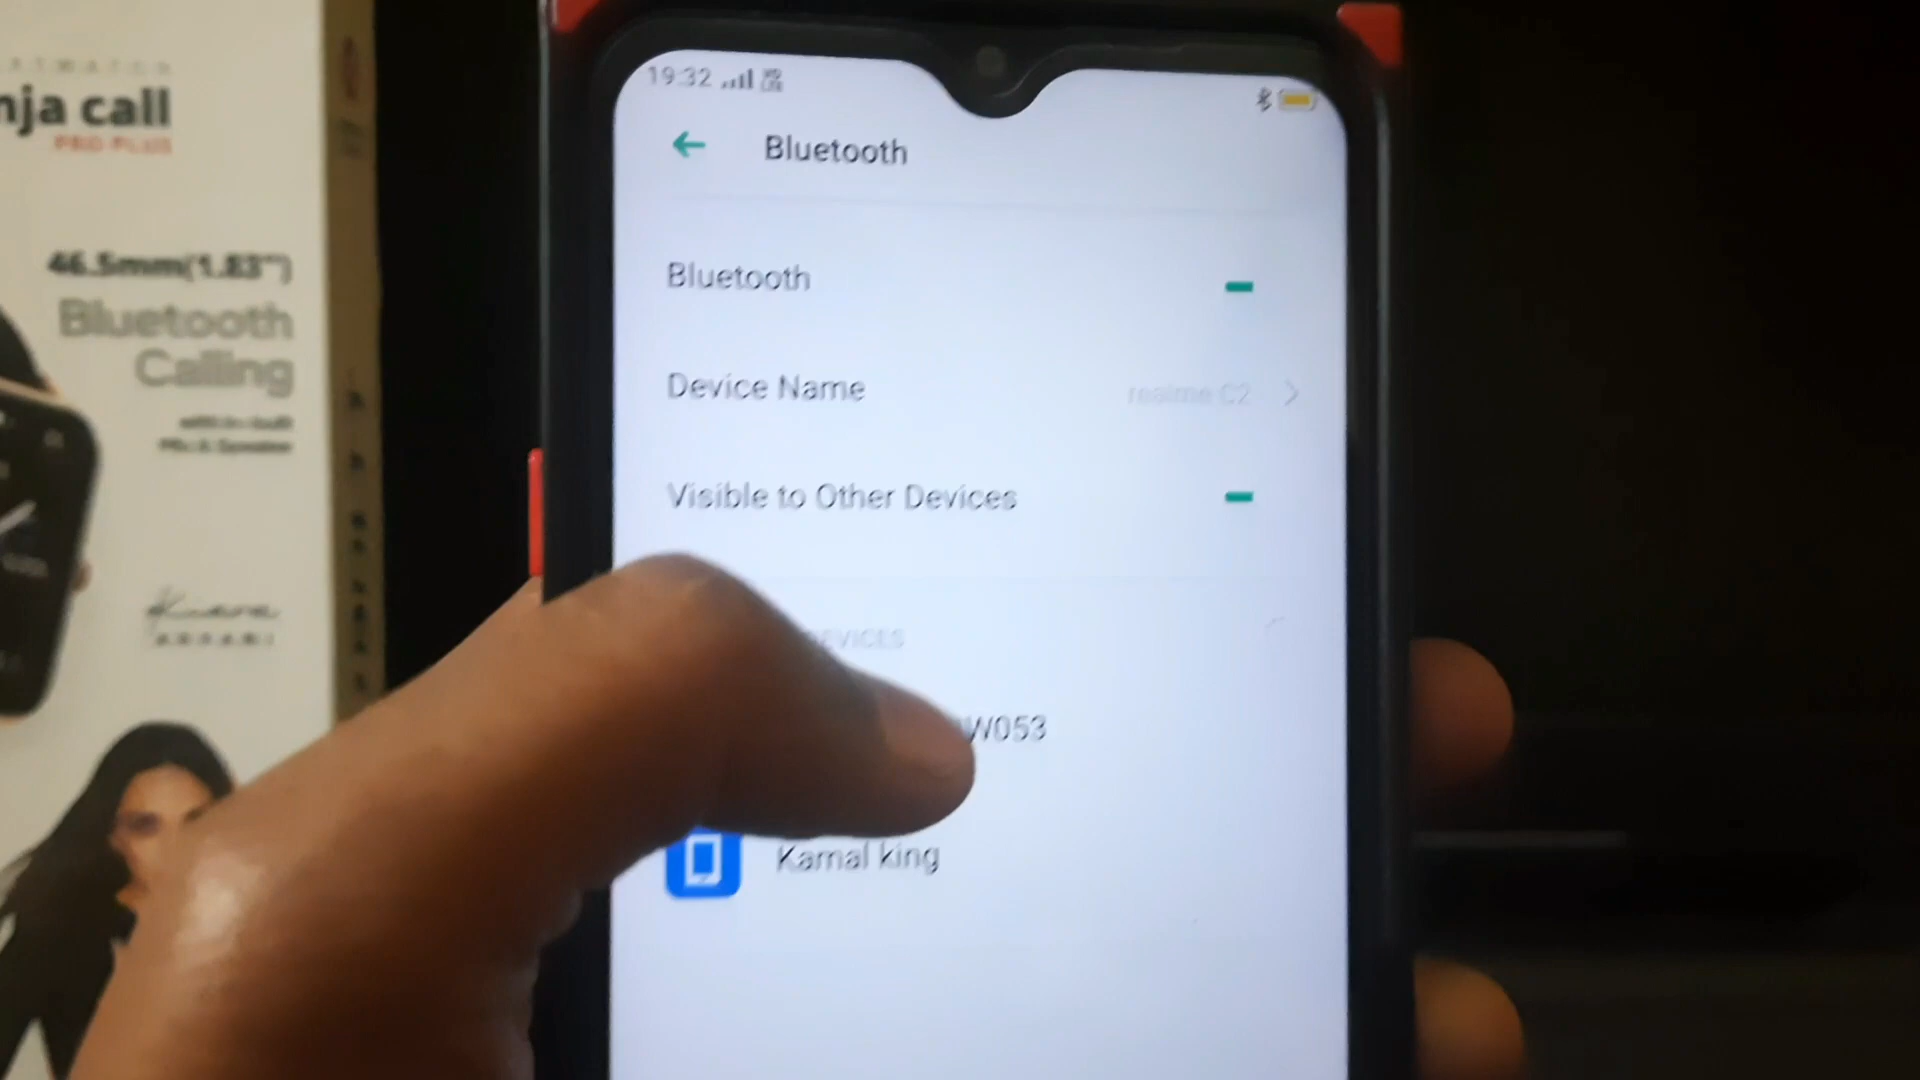 nja call
PRO PLUS
46.5mm(1.83")
Bluetooth
Calling
19:32
Bluetooth
Bluetooth
Device Name
realme C2
Visible to Other Devices
EVICES
W053
Kamal king